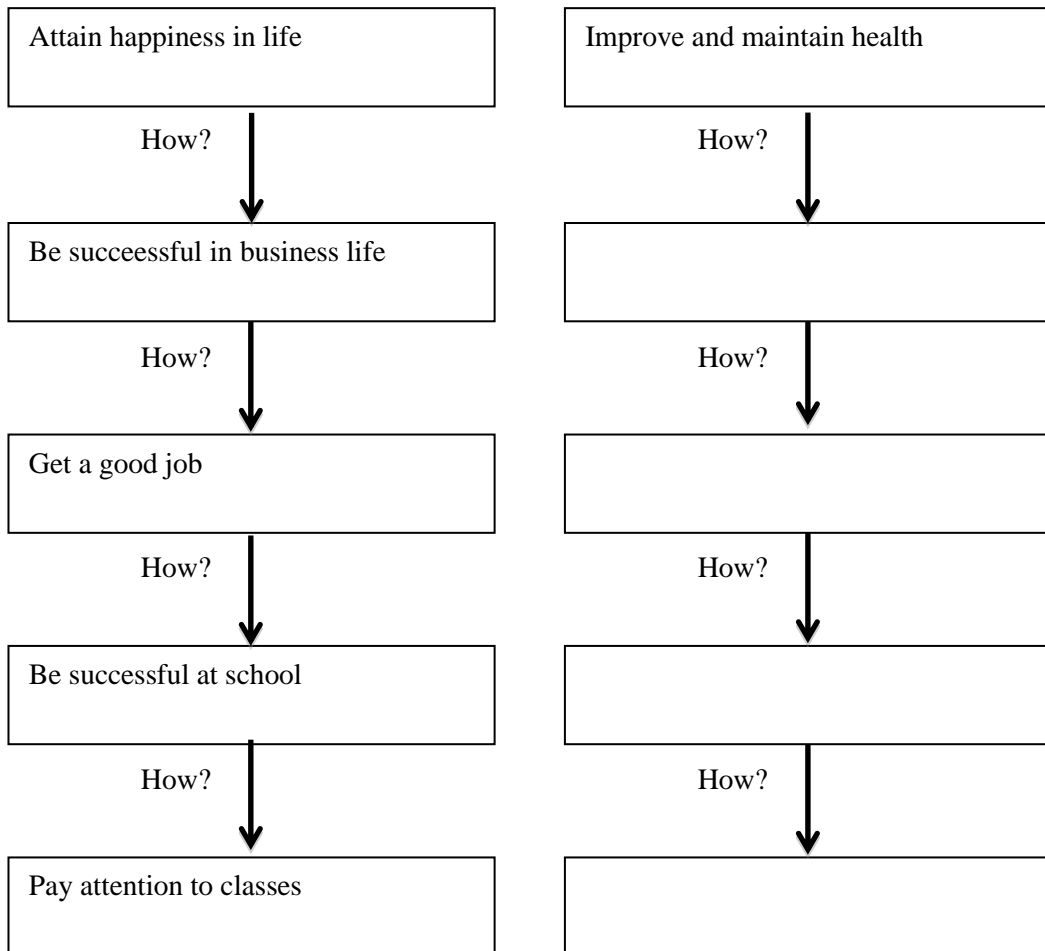 Attain happiness in life
How?
Be succeessful in business life
How?
Get a good job
How?
Be successful at school
How?
Pay attention to classes
Improve and maintain health
How?
How?
How?
How?